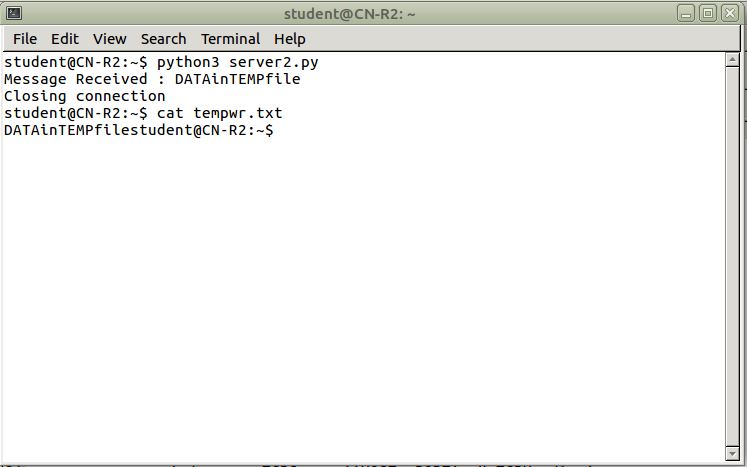 student@CN-R2: ~
File Edit View Search Terminal Help
student@CN-R2:~$ python3 server2.py
Message Received : DATAinTEMPfile
Closing connection
student@CN-R2:~$ cat tempwr.txt
DATAinTEMPfilestudent@CN-R2:~$